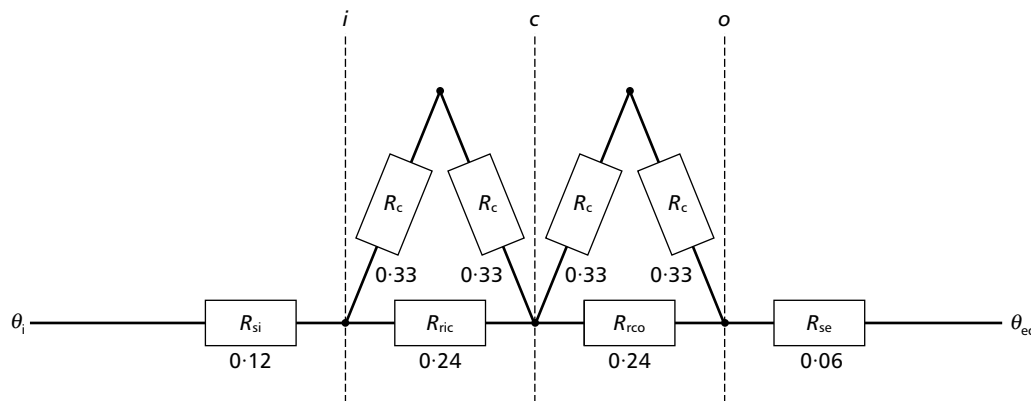 i c o
R_c R_c R_c R_c
0·33 0·33 0·33 0·33
θ_i R_si R_ric R_rco R_se θ_eo
0·12 0·24 0·24 0·06